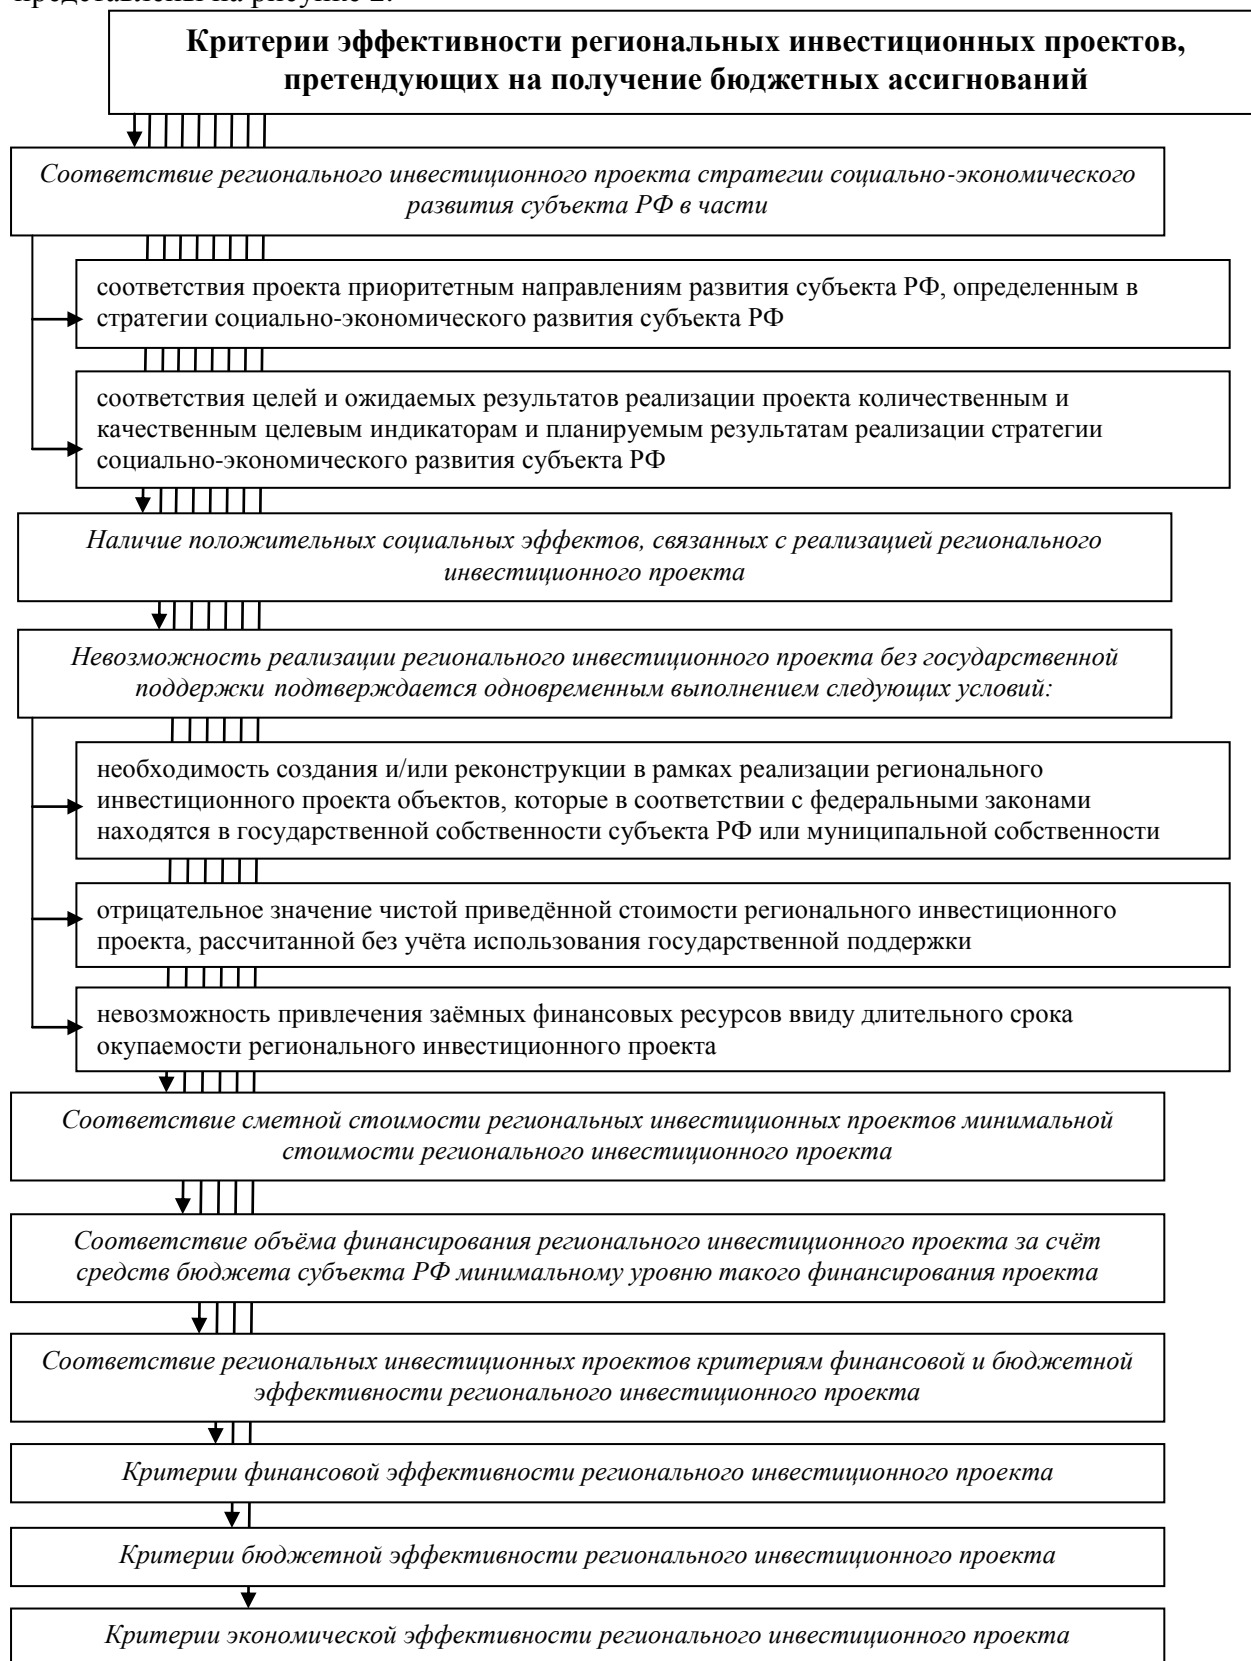 представлены на рисунке 2.
Критерии эффективности региональных инвестиционных проектов,
претендующих на получение бюджетных ассигнований
Соответствие регионального инвестиционного проекта стратегии социально-экономического
развития субъекта РФ в части
соответствия проекта приоритетным направлениям развития субъекта РФ, определенным в
стратегии социально-экономического развития субъекта РФ
соответствия целей и ожидаемых результатов реализации проекта количественным и
качественным целевым индикаторам и планируемым результатам реализации стратегии
социально-экономического развития субъекта РФ
Наличие положительных социальных эффектов, связанных с реализацией регионального
инвестиционного проекта
Невозможность реализации регионального инвестиционного проекта без государственной
поддержки подтверждается одновременным выполнением следующих условий:
необходимость создания и/или реконструкции в рамках реализации регионального
инвестиционного проекта объектов, которые в соответствии с федеральными законами
находятся в государственной собственности субъекта РФ или муниципальной собственности
отрицательное значение чистой приведённой стоимости регионального инвестиционного
проекта, рассчитанной без учёта использования государственной поддержки
невозможность привлечения заёмных финансовых ресурсов ввиду длительного срока
окупаемости регионального инвестиционного проекта
Соответствие сметной стоимости региональных инвестиционных проектов минимальной
стоимости регионального инвестиционного проекта
Соответствие объёма финансирования регионального инвестиционного проекта за счёт
средств бюджета субъекта РФ минимальному уровню такого финансирования проекта
Соответствие региональных инвестиционных проектов критериям финансовой и бюджетной
эффективности регионального инвестиционного проекта
Критерии финансовой эффективности регионального инвестиционного проекта
Критерии бюджетной эффективности регионального инвестиционного проекта
Критерии экономической эффективности регионального инвестиционного проекта